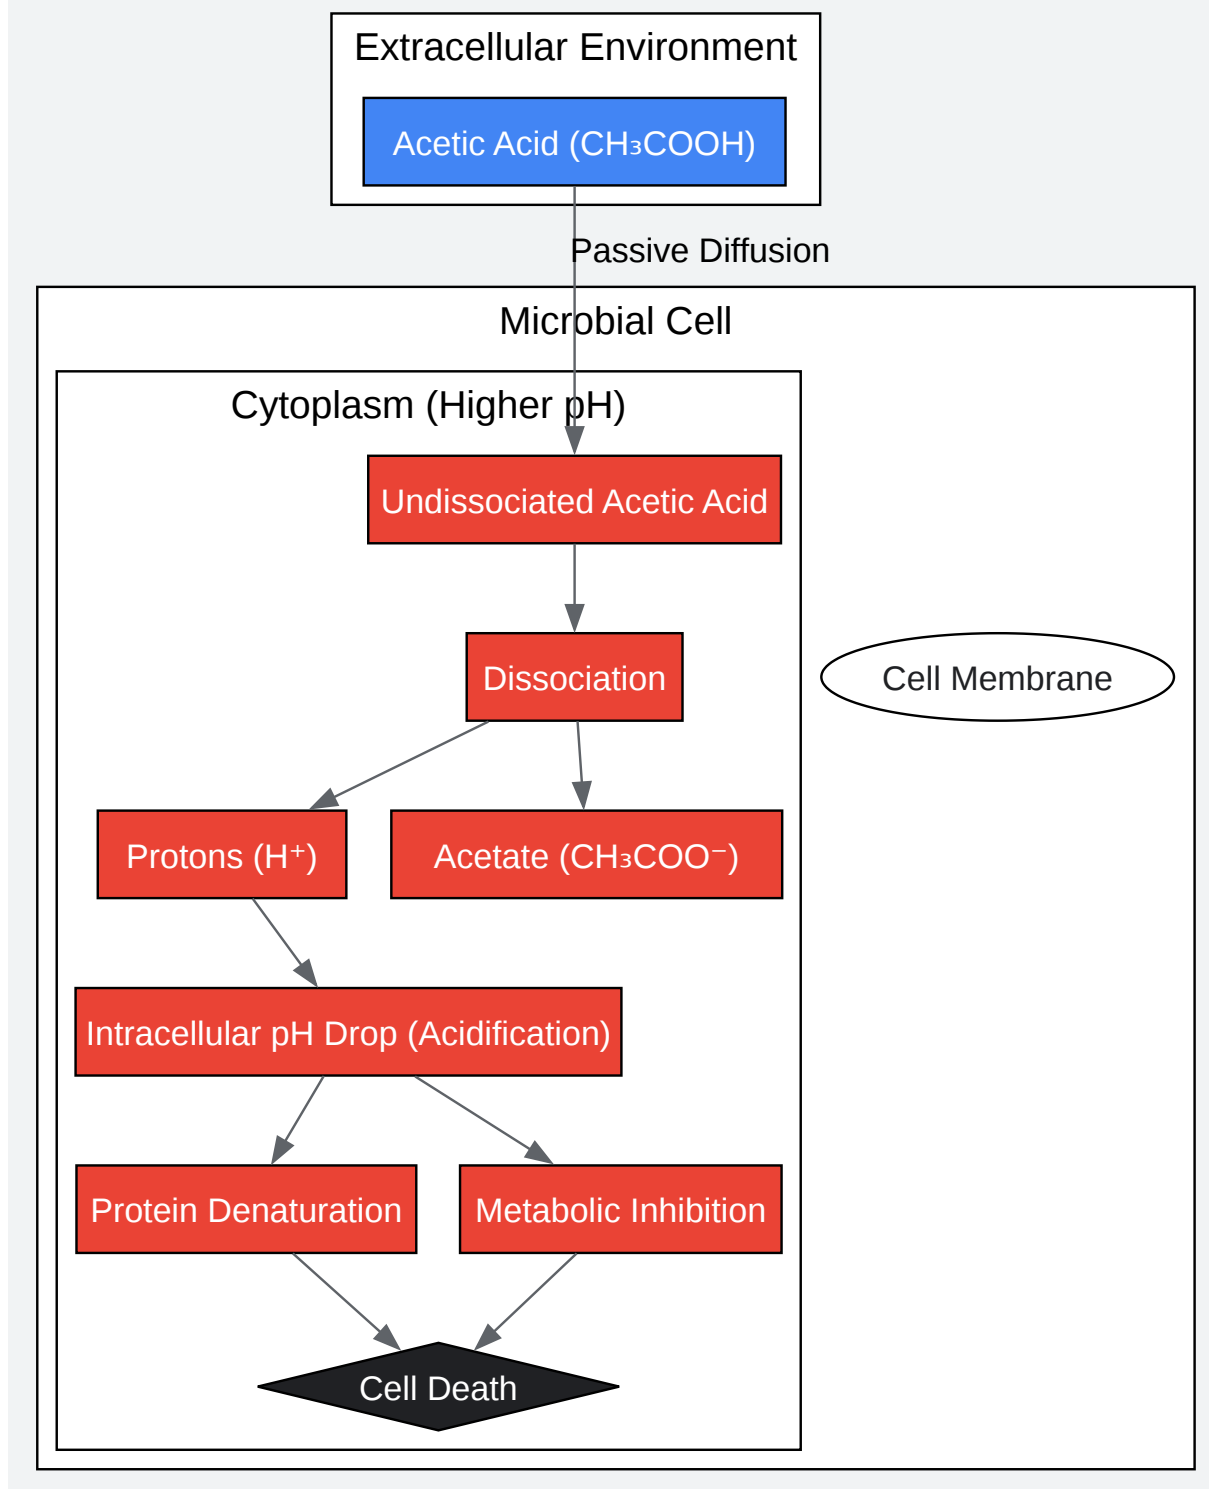 Extracellular Environment
Acetic Acid (CH₃COOH)
Passive Diffusion
Microbial Cell
Cytoplasm (Higher pH)
Undissociated Acetic Acid
Dissociation
Cell Membrane
Protons (H⁺)
Acetate (CH₃COO⁻)
Intracellular pH Drop (Acidification)
Protein Denaturation
Metabolic Inhibition
Cell Death